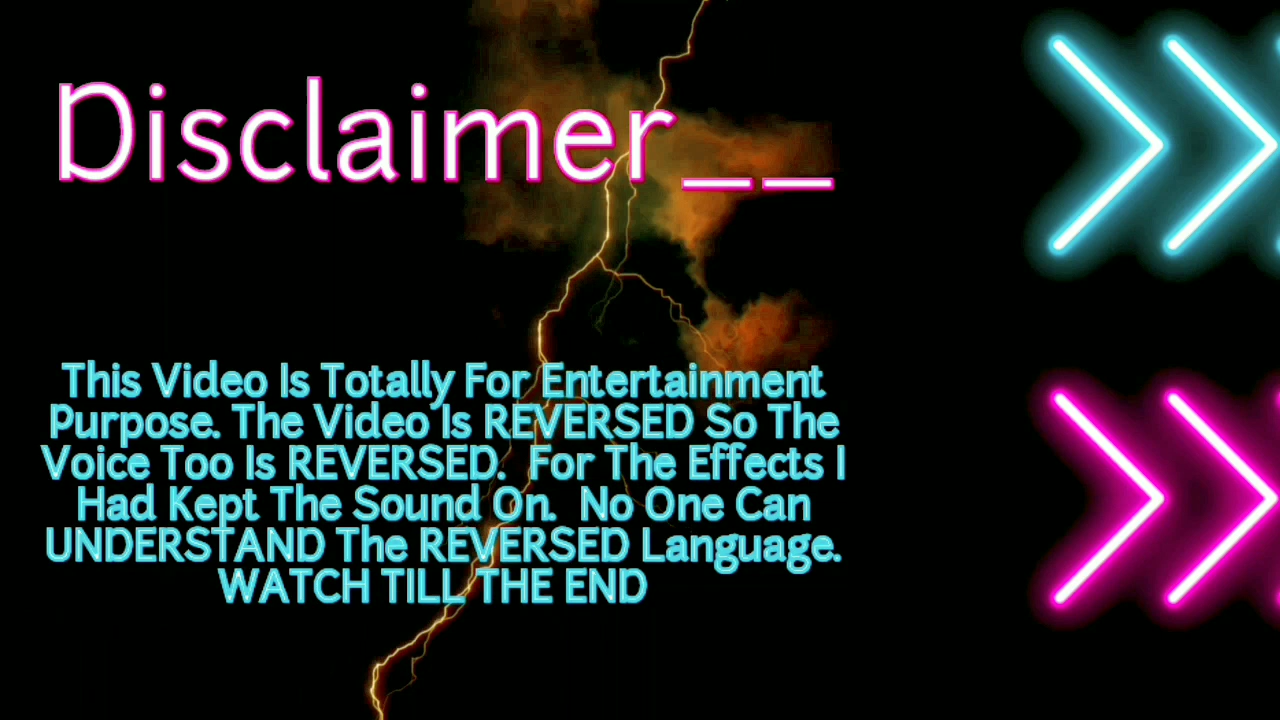 Disclaimer__
This Video Is Totally For Entertainment
Purpose. The Video Is REVERSED So The
Voice Too Is REVERSED. For The Effects I
Had Kept The Sound On. No One Can
UNDERSTAND The REVERSED Language.
WATCH TILL THE END